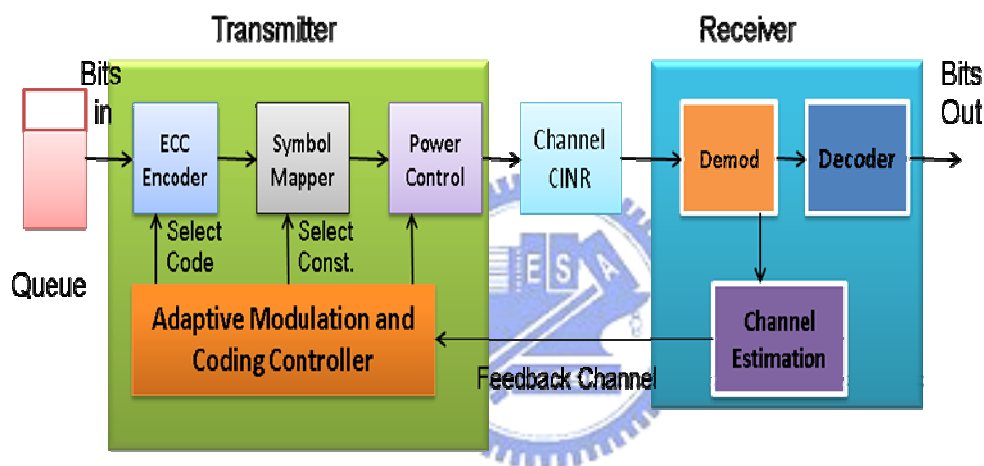 Transmitter
Receiver
Bits
in
Bits
Out
ECC
Encoder
Symbol
Mapper
Power
Control
Channel
CINR
Demod
Decoder
Select
Code
Select
Const.
Queue
Adaptive Modulation and
Coding Controller
Channel
Estimation
Feedback Channel
ESA